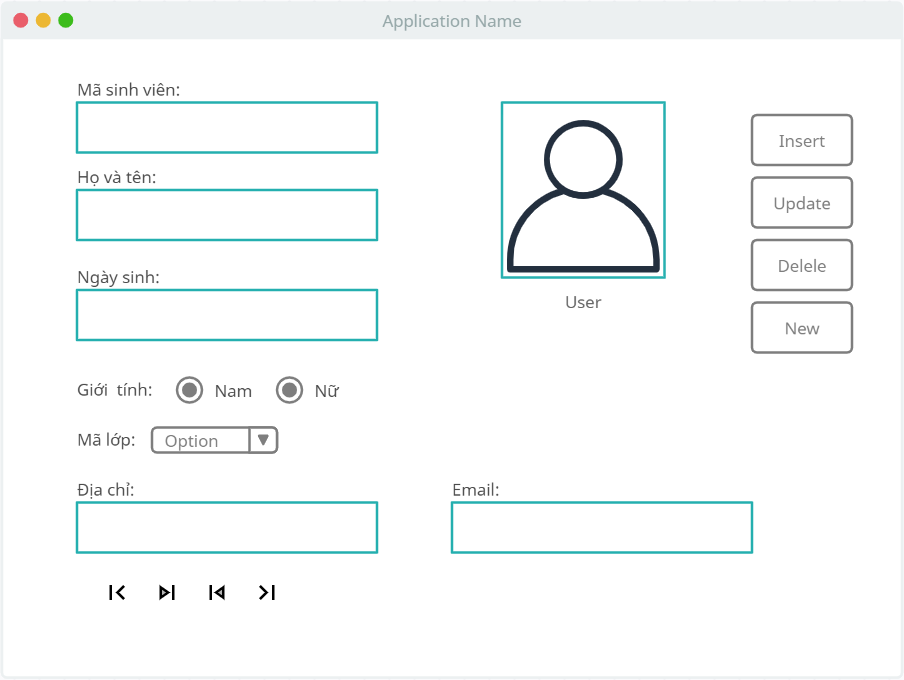 Application Name
Mã sinh viên:
Họ và tên:
Ngày sinh:
Giới  tính:
Nam
Nữ
Mã lớp:
Option
Địa chỉ:
Email:
User
Insert
Update
Delele
New